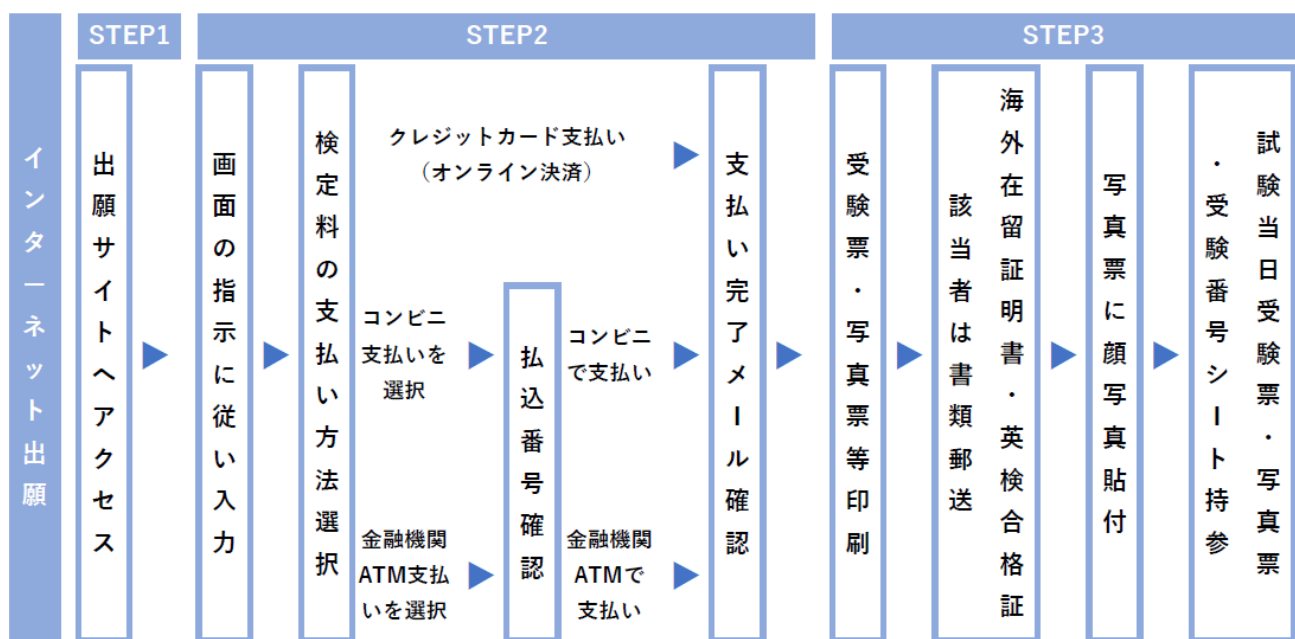 インターネット出願
STEP1
STEP2
STEP3
出願サイトへアクセス
画面の指示に従い入力
検定料の支払い方法選択
クレジットカード支払い
（オンライン決済）
コンビニ
支払いを
選択
金融機関
ATM支払
いを選択
払込番号確認
コンビニ
で支払い
金融機関
ATMで
支払い
支払い完了メール確認
受験票・写真票等印刷
海外在留証明書・英検合格証
該当者は書類郵送
写真票に顔写真貼付
試験当日受験票・写真票
・受験番号シート持参